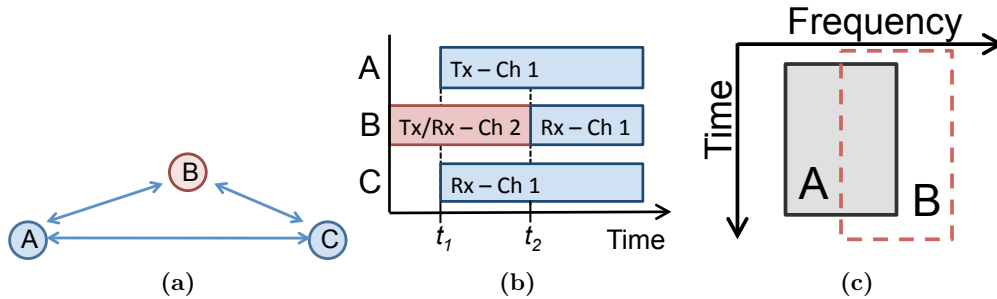 B
A
C
(a)
A
Tx – Ch 1
B
Tx/Rx – Ch 2
Rx – Ch 1
C
Rx – Ch 1
t1
t2
Time
(b)
Frequency
Time
A
B
(c)